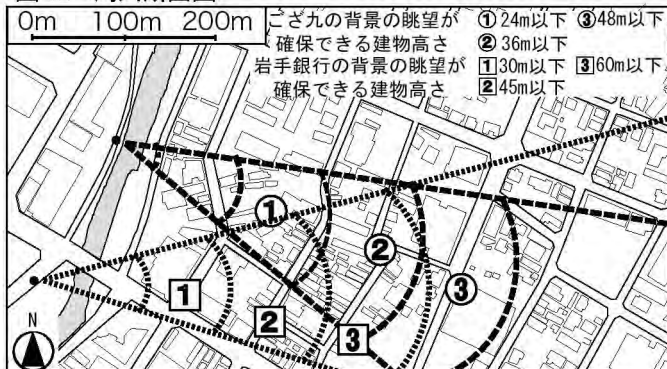 0m 100m 200m
ござ九の背景の眺望が ①24m以下 ③48m以下
確保できる建物高さ ②36m以下
岩手銀行の背景の眺望が 1 30m以下 3 60m以下
確保できる建物高さ 2 45m以下
①
②
1
③
2
3
N